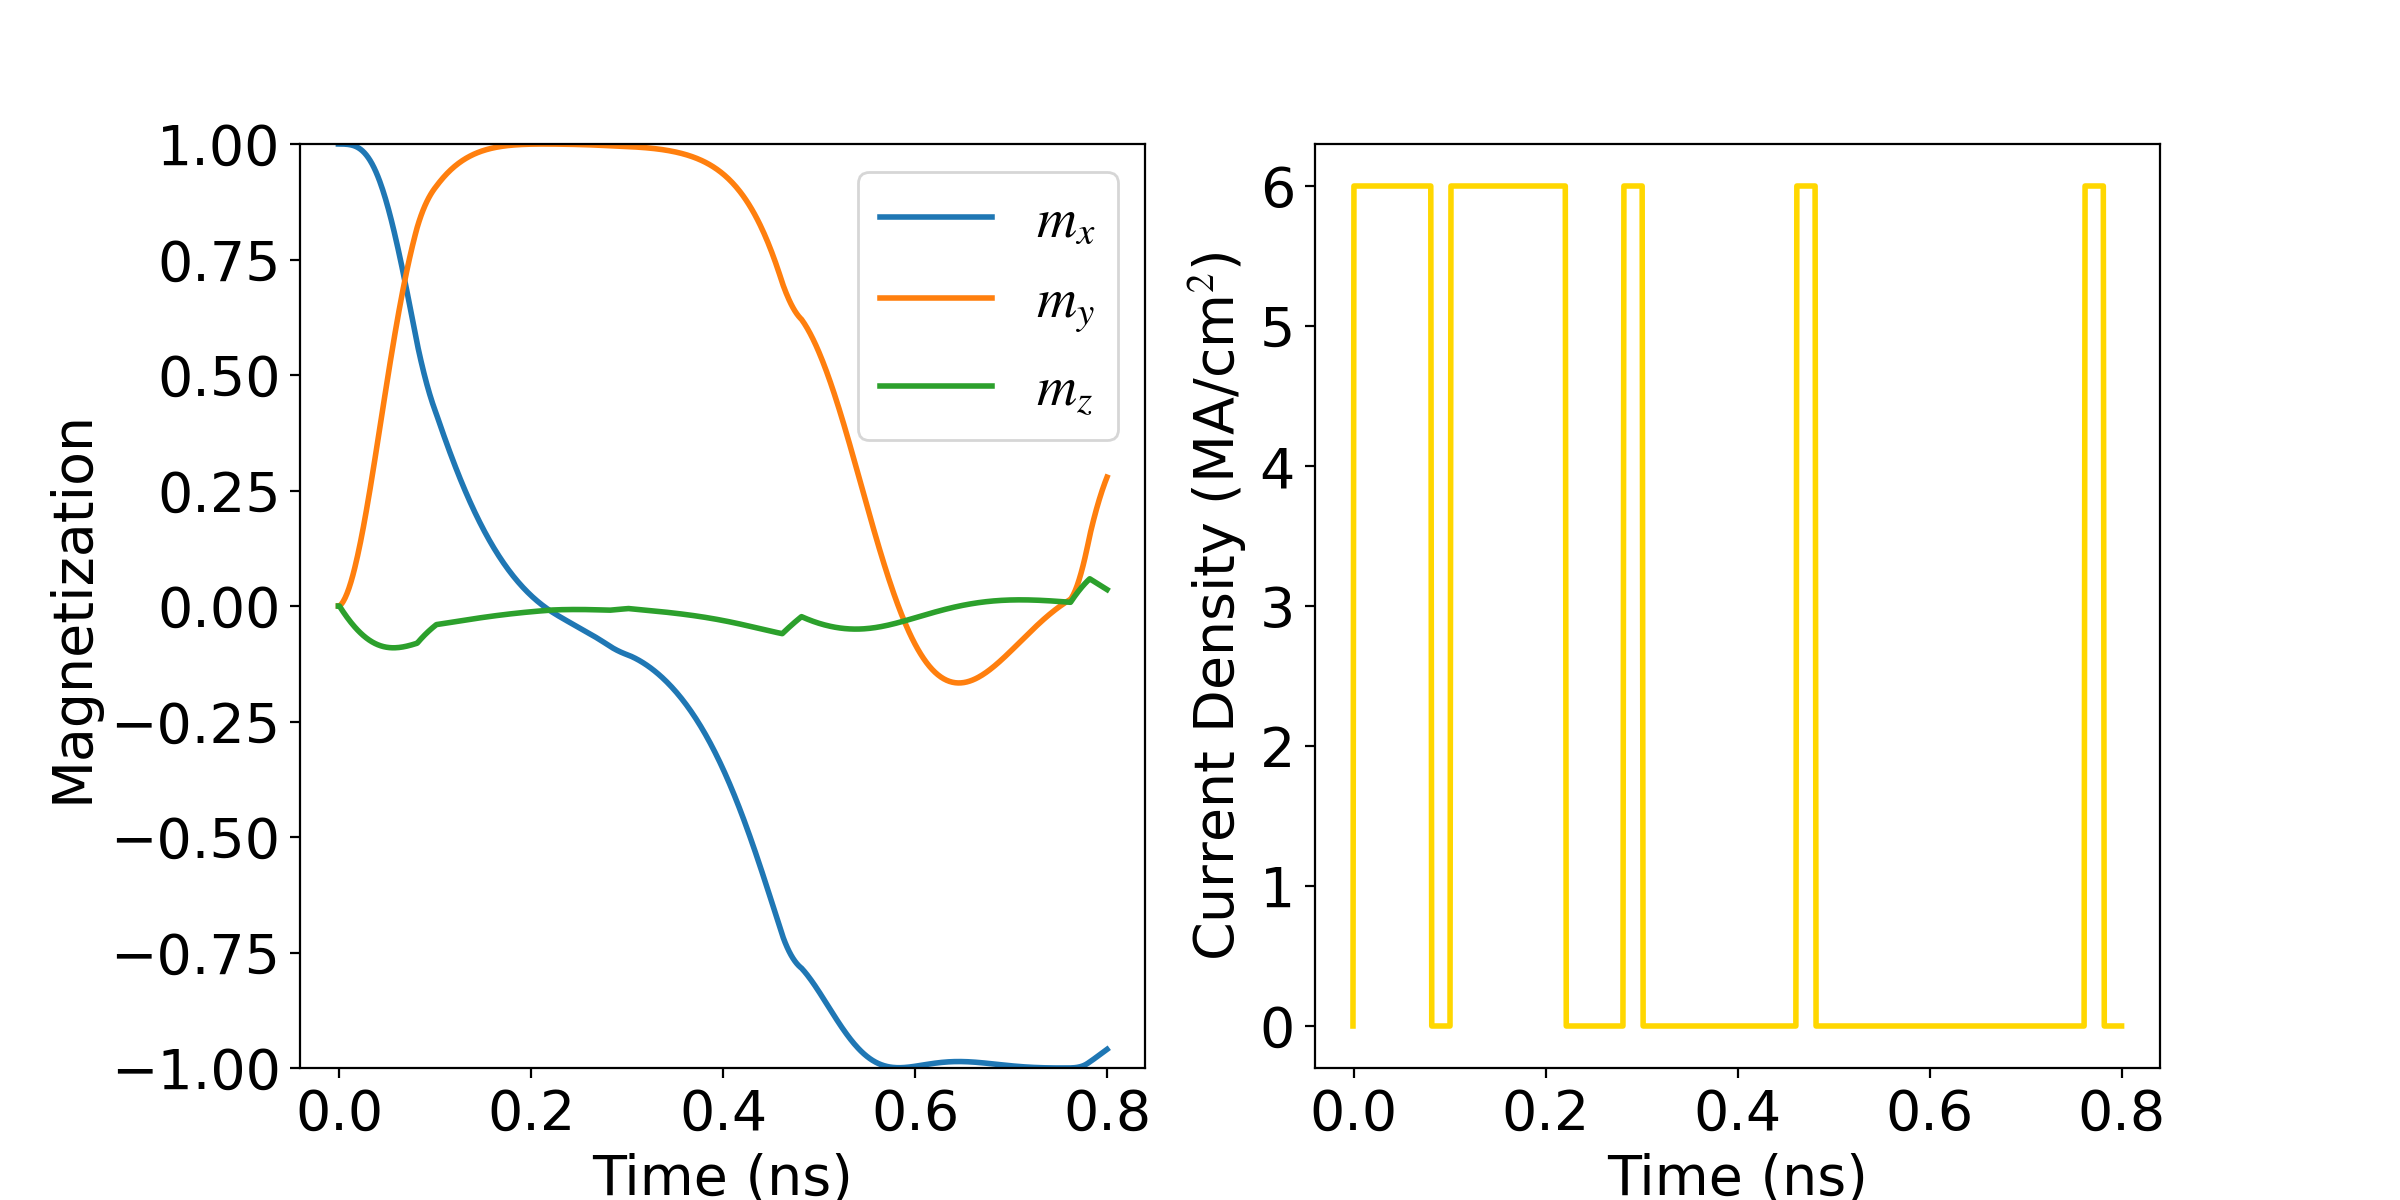 Magnetization
1.00
0.75
0.50
0.25
0.00
−0.25
−0.50
−0.75
−1.00
0.0 0.2 0.4 0.6 0.8
Time (ns)
m_x
m_y
m_z
Current Density (MA/cm²)
6
5
4
3
2
1
0
0.0 0.2 0.4 0.6 0.8
Time (ns)